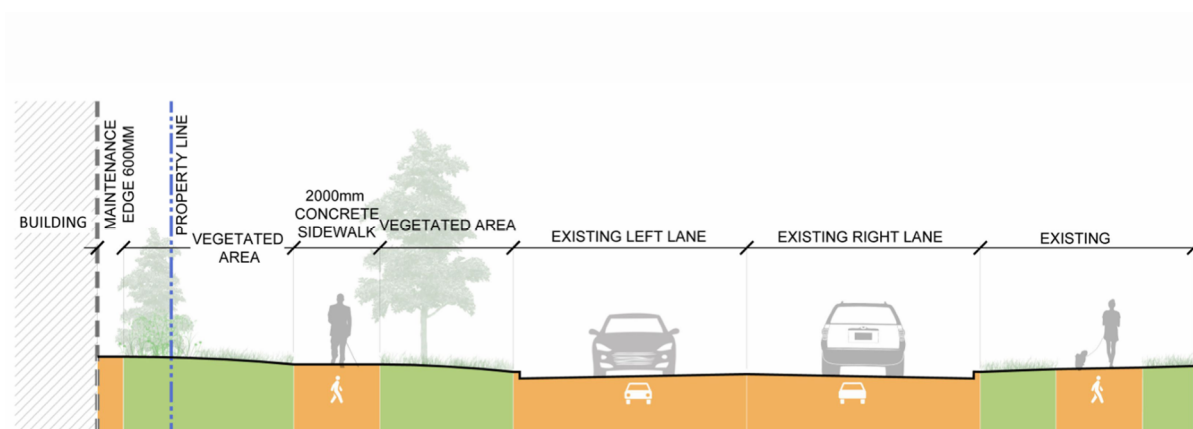 BUILDING
MAINTENANCE
EDGE 600MM
PROPERTY LINE
VEGETATED
AREA
2000mm
CONCRETE
SIDEWALK
VEGETATED AREA
EXISTING LEFT LANE
EXISTING RIGHT LANE
EXISTING